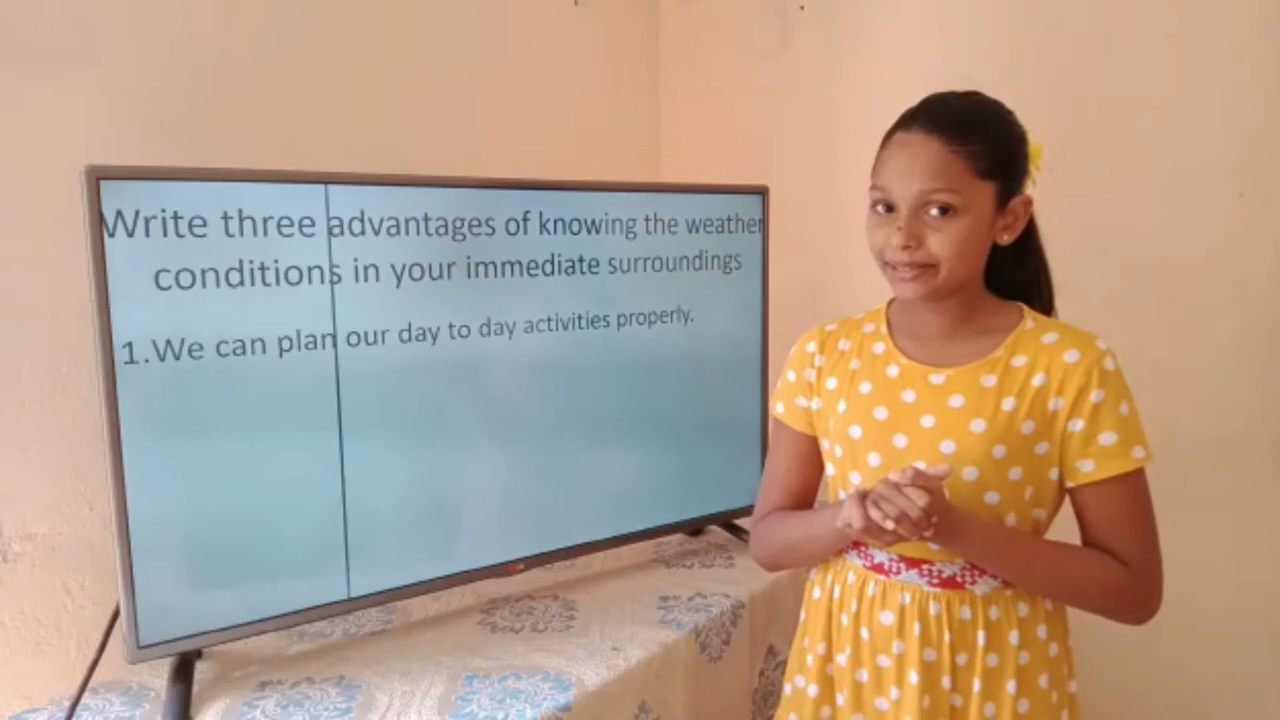 Write three advantages of knowing the weather
conditions in your immediate surroundings
1.We can plan our day to day activities properly.